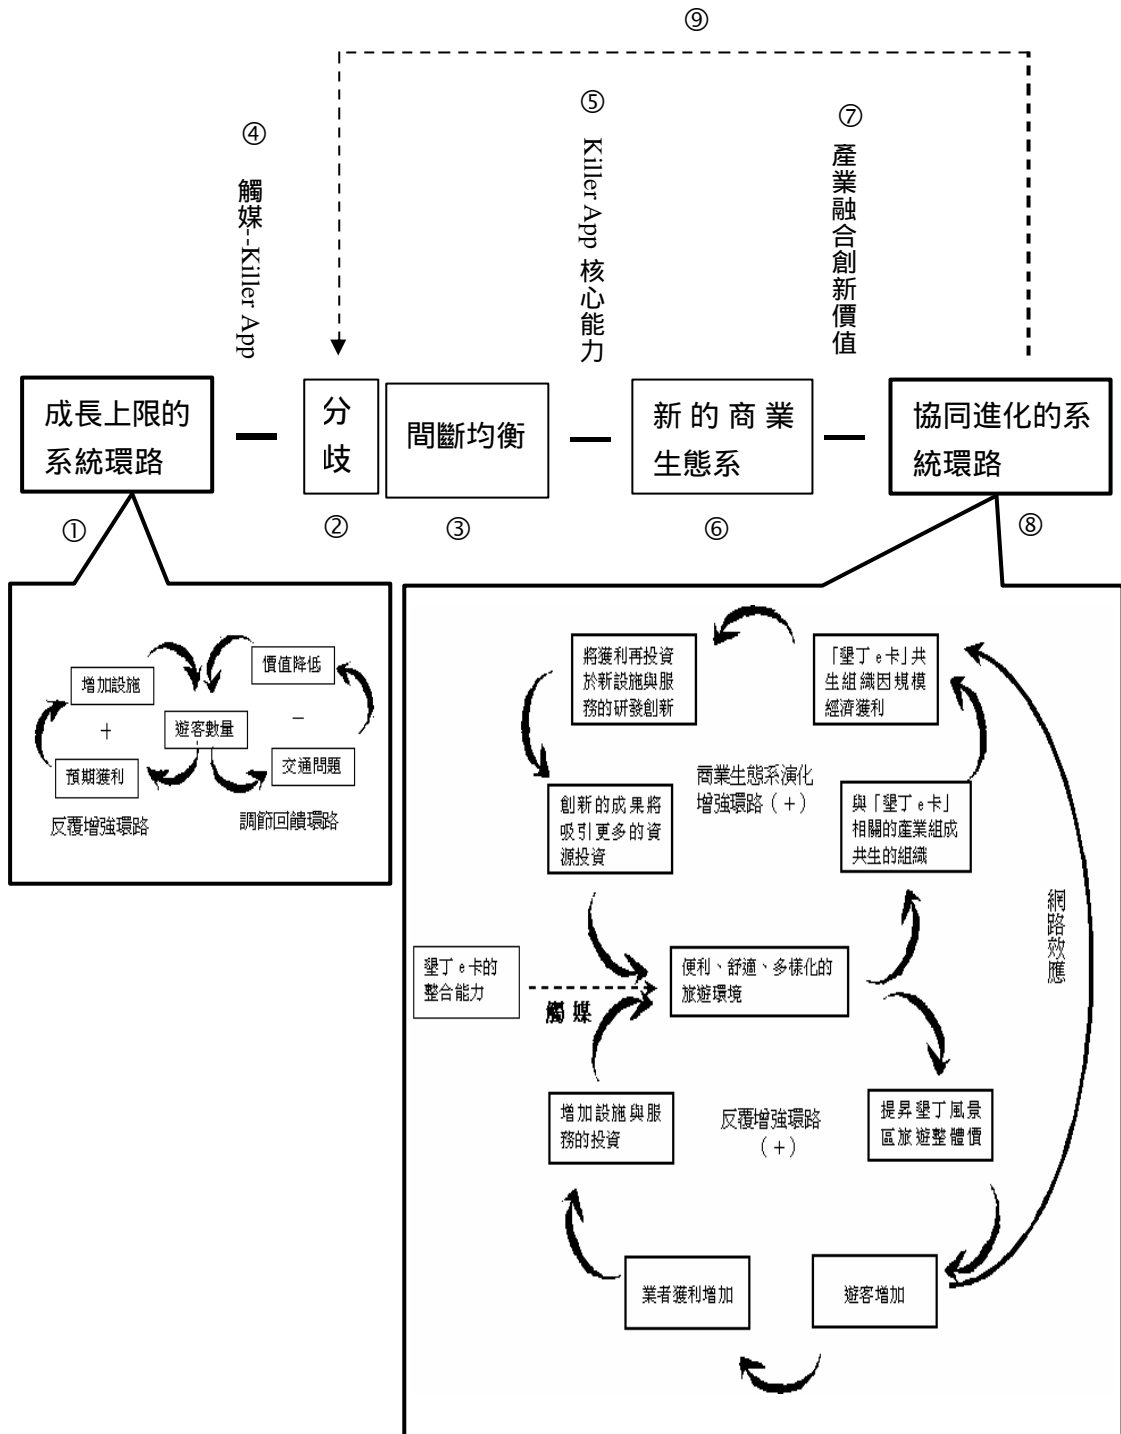 ⑨
④
觸媒--Killer App
⑤
Killer App 核心能力
⑦
產業融合創新價值
成長上限的
系統環路
分
歧
間斷均衡
新的商業
生態系
協同進化的系
統環路
①
②
③
⑥
⑧
增加設施
價值降低
+
遊客數量
－
預期獲利
交通問題
反覆增強環路
調節回饋環路
將獲利再投資
於新設施與服
務的研發創新
「墾丁e卡」共
生組織因規模
經濟獲利
商業生態系演化
增強環路（+）
創新的成果將
吸引更多的資
源投資
與「墾丁e卡」
相關的產業組成
共生的組織
網路效應
墾丁e卡的
整合能力
觸媒
便利、舒適、多樣化的
旅遊環境
增加設施與服
務的投資
反覆增強環路
（+）
提昇墾丁風景
區旅遊整體價
業者獲利增加
遊客增加